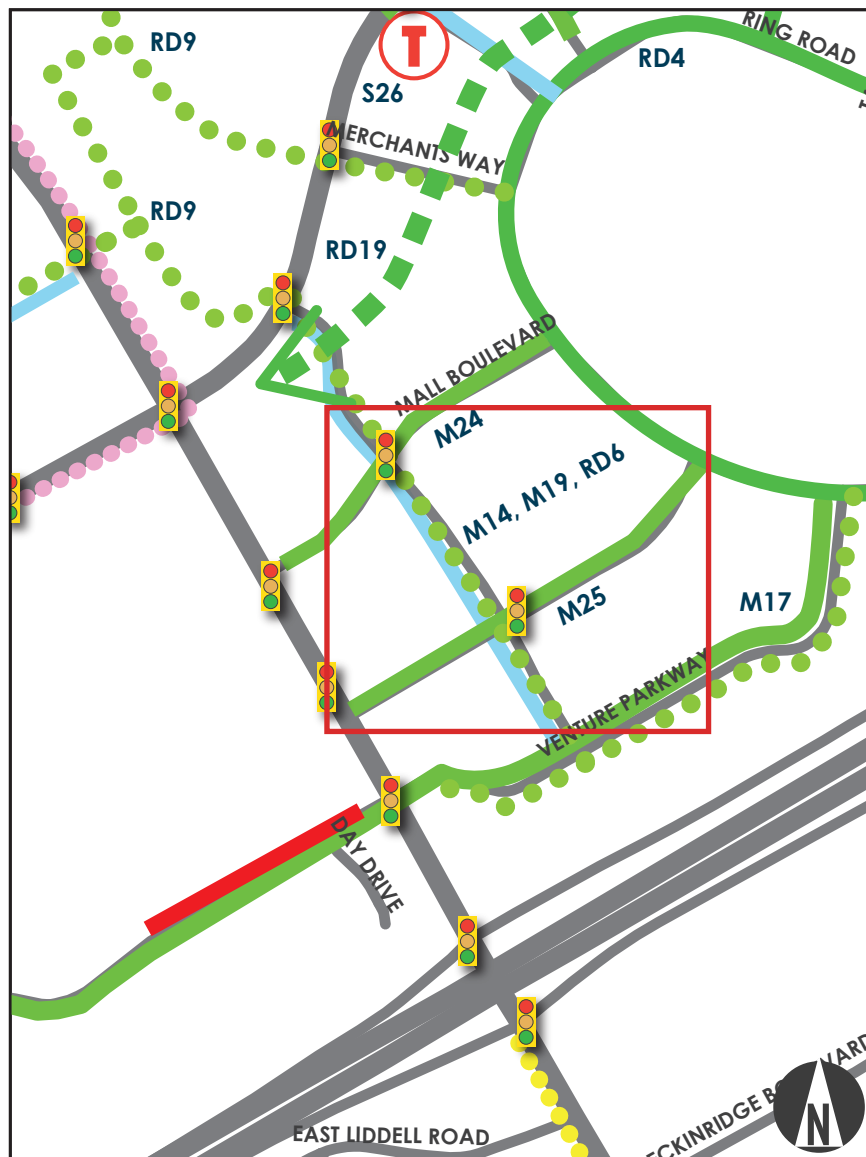 RING ROAD
RD9
T
RD4
S26
MERCHANTS WAY
RD9
RD19
MALL BOULEVARD
M24
M14, M19, RD6
M25
M17
VENTURE PARKWAY
DAY DRIVE
EAST LIDDELL ROAD
N